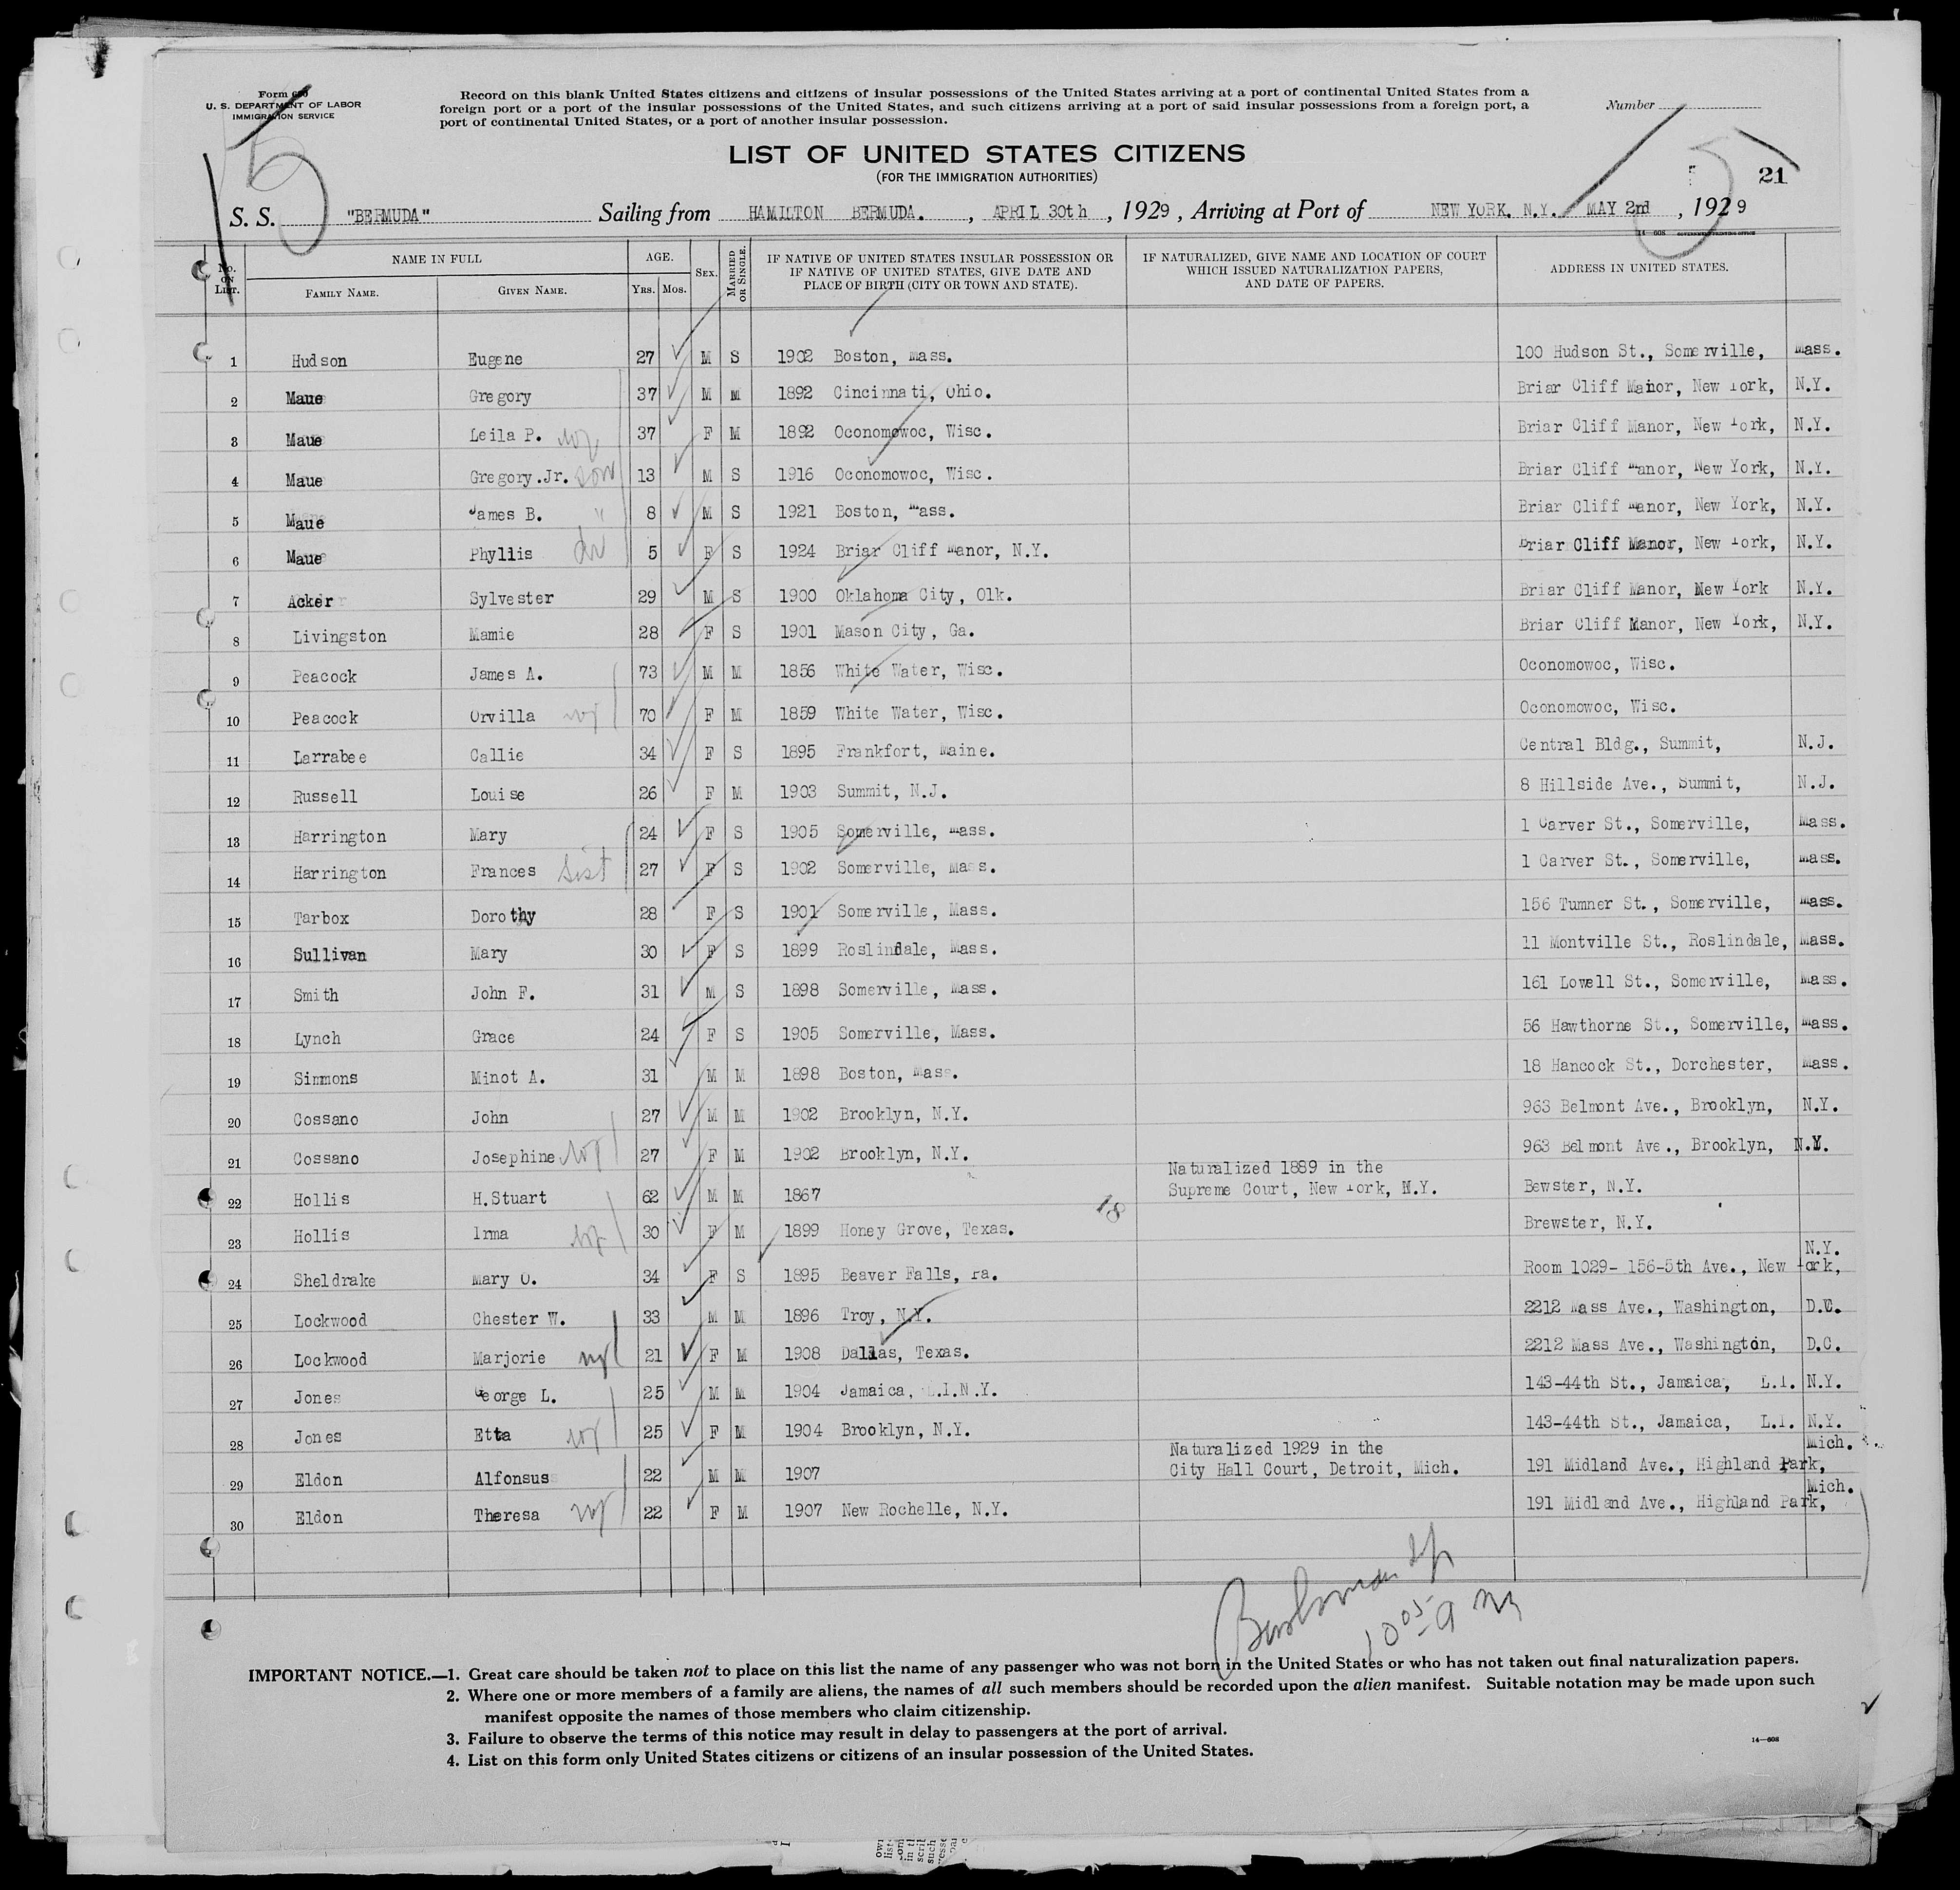 Form 630
U. S. DEPARTMENT OF LABOR
IMMIGRATION SERVICE
Record on this blank United States citizens and citizens of insular possessions of the United States arriving at a port of continental United States from a
foreign port or a port of the insular possessions of the United States, and such citizens arriving at a port of said insular possessions from a foreign port, a
port of continental United States, or a port of another insular possession.
Number
LIST OF UNITED STATES CITIZENS
(FOR THE IMMIGRATION AUTHORITIES)
5
5
21
S. S. "BERMUDA" Sailing from HAMILTON BERMUDA. , APRIL 30th , 1929 , Arriving at Port of NEW YORK. N.Y. MAY 2nd , 1929
14—608 GOVERNMENT PRINTING OFFICE
No. ON LIST. NAME IN FULL FAMILY NAME. GIVEN NAME. AGE. YRS. MOS. SEX. MARRIED OR SINGLE. IF NATIVE OF UNITED STATES INSULAR POSSESSION OR IF NATIVE OF UNITED STATES, GIVE DATE AND PLACE OF BIRTH (CITY OR TOWN AND STATE). IF NATURALIZED, GIVE NAME AND LOCATION OF COURT WHICH ISSUED NATURALIZATION PAPERS, AND DATE OF PAPERS. ADDRESS IN UNITED STATES.
1 Hudson Eugene 27 M S 1902 Boston, Mass. 100 Hudson St., Somerville, Mass.
2 Maue Gregory 37 M M 1892 Cincinnati, Ohio. Briar Cliff Manor, New York, N.Y.
3 Maue Leila P. wf 37 F M 1892 Oconomowoc, Wisc. Briar Cliff Manor, New York, N.Y.
4 Maue Gregory.Jr. son 13 M S 1916 Oconomowoc, Wisc. Briar Cliff Manor, New York, N.Y.
5 Maue James B. " 8 M S 1921 Boston, Mass. Briar Cliff Manor, New York, N.Y.
6 Maue Phyllis dr 5 F S 1924 Briar Cliff Manor, N.Y. Briar Cliff Manor, New York, N.Y.
7 Acker Sylvester 29 M S 1900 Oklahoma City, Olk. Briar Cliff Manor, New York N.Y.
8 Livingston Mamie 28 F S 1901 Mason City, Ga. Briar Cliff Manor, New York, N.Y.
9 Peacock James A. 73 M M 1856 White Water, Wisc. Oconomowoc, Wisc.
10 Peacock Orvilla wf 70 F M 1859 White Water, Wisc. Oconomowoc, Wisc.
11 Larrabee Callie 34 F S 1895 Frankfort, Maine. Central Bldg., Summit, N.J.
12 Russell Louise 26 F M 1903 Summit, N.J. 8 Hillside Ave., Summit, N.J.
13 Harrington Mary 24 F S 1905 Somerville, Mass. 1 Carver St., Somerville, Mass.
14 Harrington Frances Sist 27 F S 1902 Somerville, Mass. 1 Carver St., Somerville, Mass.
15 Tarbox Dorothy 28 F S 1901 Somerville, Mass. 156 Tumner St., Somerville, Mass.
16 Sullivan Mary 30 F S 1899 Roslindale, Mass. 11 Montville St., Roslindale, Mass.
17 Smith John F. 31 M S 1898 Somerville, Mass. 161 Lowell St., Somerville, Mass.
18 Lynch Grace 24 F S 1905 Somerville, Mass. 56 Hawthorne St., Somerville, Mass.
19 Simmons Minot A. 31 M M 1898 Boston, Mass. 18 Hancock St., Dorchester, Mass.
20 Cossano John 27 M M 1902 Brooklyn, N.Y. 963 Belmont Ave., Brooklyn, N.Y.
21 Cossano Josephine wf 27 F M 1902 Brooklyn, N.Y. 963 Belmont Ave., Brooklyn, N.Y.
22 Hollis H.Stuart 62 M M 1867 Naturalized 1889 in the Supreme Court, New York, N.Y. Bewster, N.Y.
18
23 Hollis Irma wf 30 F M 1899 Honey Grove, Texas. Brewster, N.Y.
24 Sheldrake Mary O. 34 F S 1895 Beaver Falls, Pa. Room 1029- 156-5th Ave., New York, N.Y.
25 Lockwood Chester W. 33 M M 1896 Troy, N.Y. 2212 Mass Ave., Washington, D.C.
26 Lockwood Marjorie wf 21 F M 1908 Dallas, Texas. 2212 Mass Ave., Washington, D.C.
27 Jones George L. 25 M M 1904 Jamaica, L.I.N.Y. 143-44th St., Jamaica, L.I. N.Y.
28 Jones Etta wf 25 F M 1904 Brooklyn, N.Y. 143-44th St., Jamaica, L.I. N.Y.
29 Eldon Alfonsus 22 M M 1907 Naturalized 1929 in the City Hall Court, Detroit, Mich. 191 Midland Ave., Highland Park, Mich.
30 Eldon Theresa wf 22 F M 1907 New Rochelle, N.Y. 191 Midland Ave., Highland Park, Mich.
IMPORTANT NOTICE.—1. Great care should be taken not to place on this list the name of any passenger who was not born in the United States or who has not taken out final naturalization papers.
2. Where one or more members of a family are aliens, the names of all such members should be recorded upon the alien manifest. Suitable notation may be made upon such
manifest opposite the names of those members who claim citizenship.
3. Failure to observe the terms of this notice may result in delay to passengers at the port of arrival.
4. List on this form only United States citizens or citizens of an insular possession of the United States.
14—608